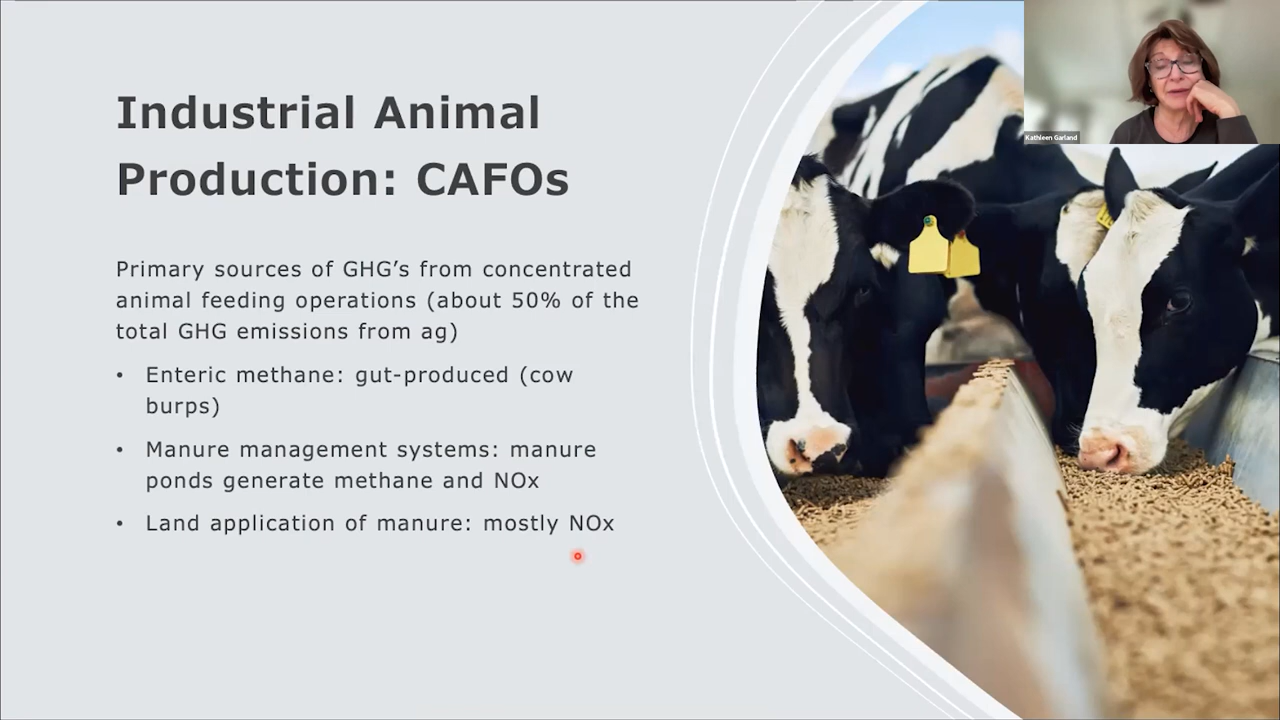 Industrial Animal
Production: CAFOs
Primary sources of GHG’s from concentrated
animal feeding operations (about 50% of the
total GHG emissions from ag)
• Enteric methane: gut-produced (cow
burps)
• Manure management systems: manure
ponds generate methane and NOx
• Land application of manure: mostly NOx
Kathleen Garland